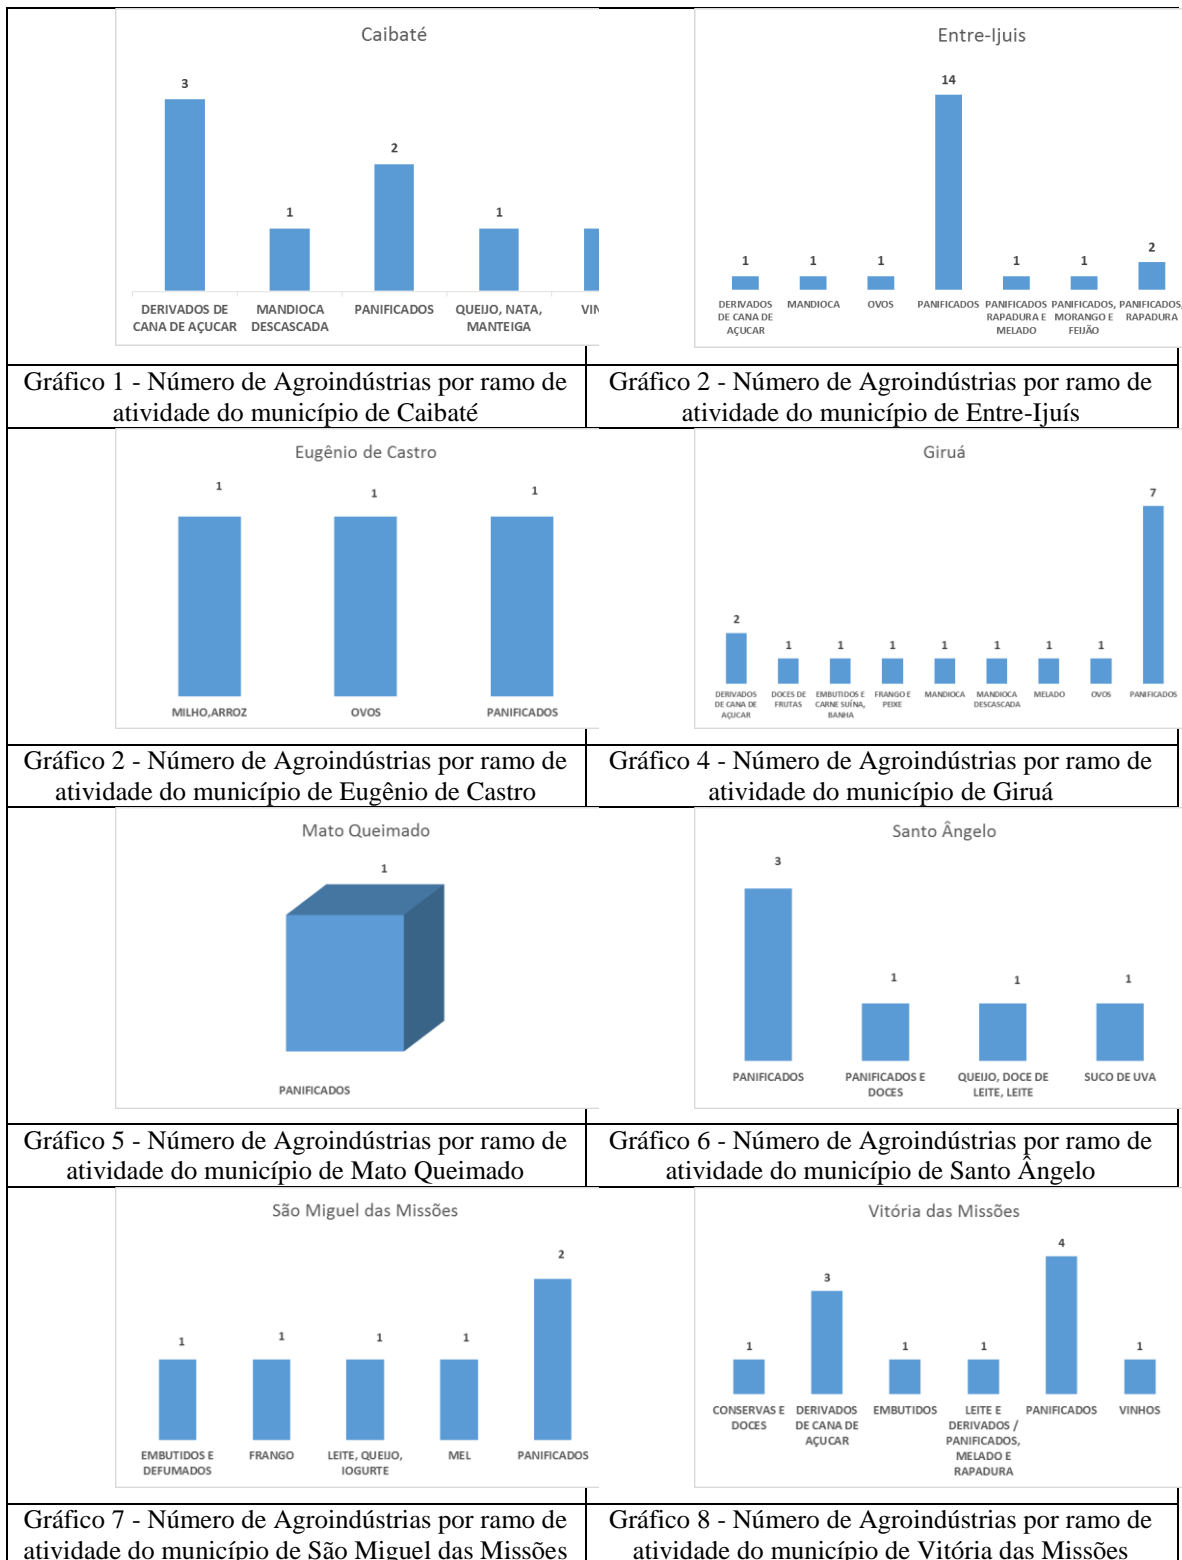 Caibaté
3
1
2
1
DERIVADOS DE
CANA DE AÇUCAR
MANDIOCA
DESCASCADA
PANIFICADOS
QUEIJO, NATA,
MANTEIGA
Entre-Ijuis
1
1
1
14
1
1
2
DERIVADOS
DE CANA DE
AÇUCAR
MANDIOCA
OVOS
PANIFICADOS
PANIFICADOS
RAPADURA E
MELADO
PANIFICADOS,
MORANGO E
FEIJÃO
PANIFICADOS,
RAPADURA
Gráfico 1 - Número de Agroindústrias por ramo de
atividade do município de Caibaté
Gráfico 2 - Número de Agroindústrias por ramo de
atividade do município de Entre-Ijuís
Eugênio de Castro
1
1
1
MILHO,ARROZ
OVOS
PANIFICADOS
Giruá
2
1
1
1
1
1
1
1
7
DERIVADOS
DE CANA DE
AÇUCAR
DOCES DE
FRUTAS
EMBUTIDOS E
CARNE SUÍNA,
BANHA
FRANGO E
PEIXE
MANDIOCA
MANDIOCA
DESCASCADA
MELADO
OVOS
PANIFICADOS
Gráfico 2 - Número de Agroindústrias por ramo de
atividade do município de Eugênio de Castro
Gráfico 4 - Número de Agroindústrias por ramo de
atividade do município de Giruá
Mato Queimado
1
PANIFICADOS
Santo Ângelo
3
1
1
1
PANIFICADOS
PANIFICADOS E
DOCES
QUEIJO, DOCE DE
LEITE, LEITE
SUCO DE UVA
Gráfico 5 - Número de Agroindústrias por ramo de
atividade do município de Mato Queimado
Gráfico 6 - Número de Agroindústrias por ramo de
atividade do município de Santo Ângelo
São Miguel das Missões
1
1
1
1
2
EMBUTIDOS E
DEFUMADOS
FRANGO
LEITE, QUEIJO,
IOGURTE
MEL
PANIFICADOS
Vitória das Missões
1
3
1
1
4
1
CONSERVAS E
DOCES
DERIVADOS
DE CANA DE
AÇUCAR
EMBUTIDOS
LEITE E
DERIVADOS /
PANIFICADOS,
MELADO E
RAPADURA
PANIFICADOS
VINHOS
Gráfico 7 - Número de Agroindústrias por ramo de
atividade do município de São Miguel das Missões
Gráfico 8 - Número de Agroindústrias por ramo de
atividade do município de Vitória das Missões